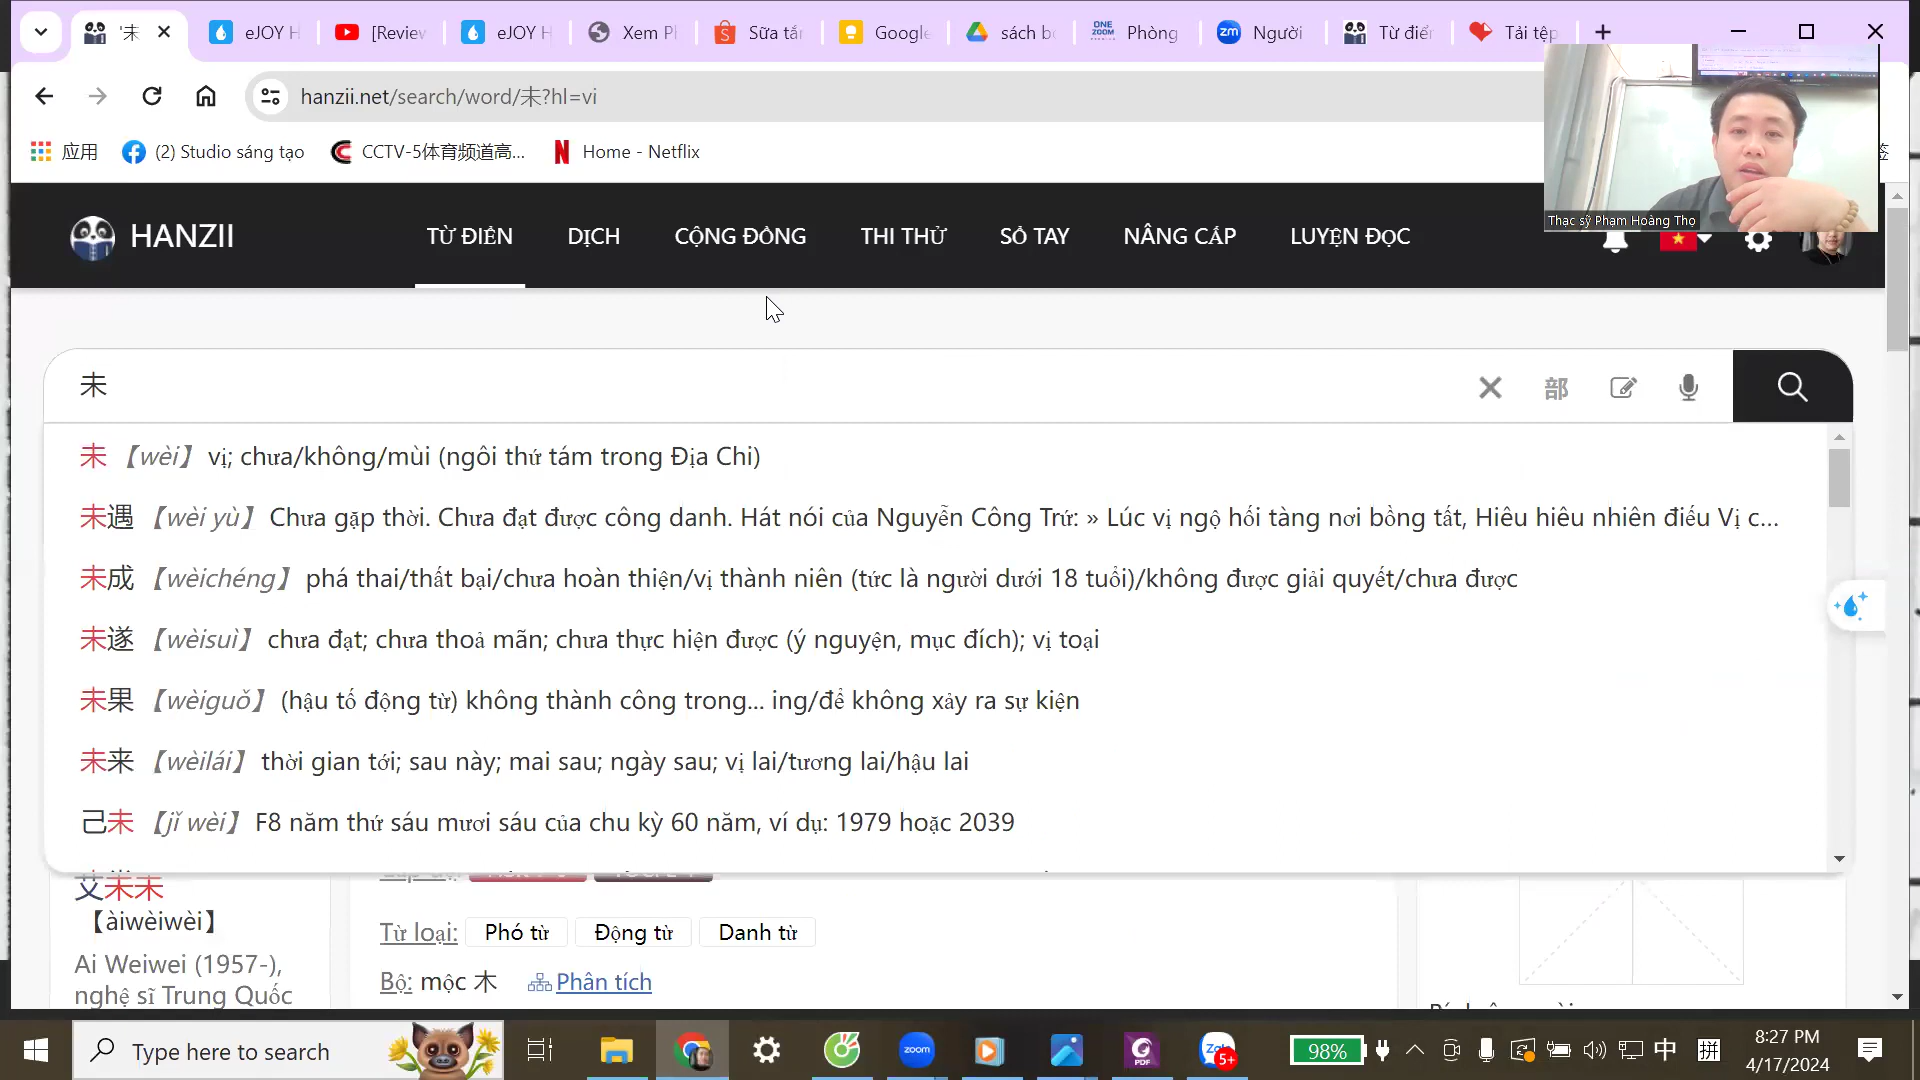 '未
eJOY H
[Review
eJOY H
Xem Ph
Sữa tắn
Google
sách bo
ONE ZOOM
Phòng
zm
Người
Từ điển
Tải tệp
hanzii.net/search/word/未?hl=vi
应用
(2) Studio sáng tạo
CCTV-5体育频道高...
Home - Netflix
签
Thạc sỹ Phạm Hoàng Thọ
HANZII
TỪ ĐIỂN
DỊCH
CỘNG ĐỒNG
THI THỬ
SỔ TAY
NÂNG CẤP
LUYỆN ĐỌC
未
部
未 【wèi】 vị; chưa/không/mùi (ngôi thứ tám trong Địa Chi)
未遇 【wèi yù】 Chưa gặp thời. Chưa đạt được công danh. Hát nói của Nguyễn Công Trứ: » Lúc vị ngộ hối tàng nơi bồng tất, Hiêu hiêu nhiên điếu Vị c...
未成 【wèichéng】 phá thai/thất bại/chưa hoàn thiện/vị thành niên (tức là người dưới 18 tuổi)/không được giải quyết/chưa được
未遂 【wèisuì】 chưa đạt; chưa thoả mãn; chưa thực hiện được (ý nguyện, mục đích); vị toại
未果 【wèiguǒ】 (hậu tố động từ) không thành công trong... ing/để không xảy ra sự kiện
未来 【wèilái】 thời gian tới; sau này; mai sau; ngày sau; vị lai/tương lai/hậu lai
己未 【jǐ wèi】 F8 năm thứ sáu mươi sáu của chu kỳ 60 năm, ví dụ: 1979 hoặc 2039
艾未未
【àiwèiwèi】
Ai Weiwei (1957-),
nghệ sĩ Trung Quốc
Từ loại: Phó từ Động từ Danh từ
Bộ: mộc 木 Phân tích
Type here to search
zoom
PDF
Zalo
5+
98%
中
拼
8:27 PM
4/17/2024